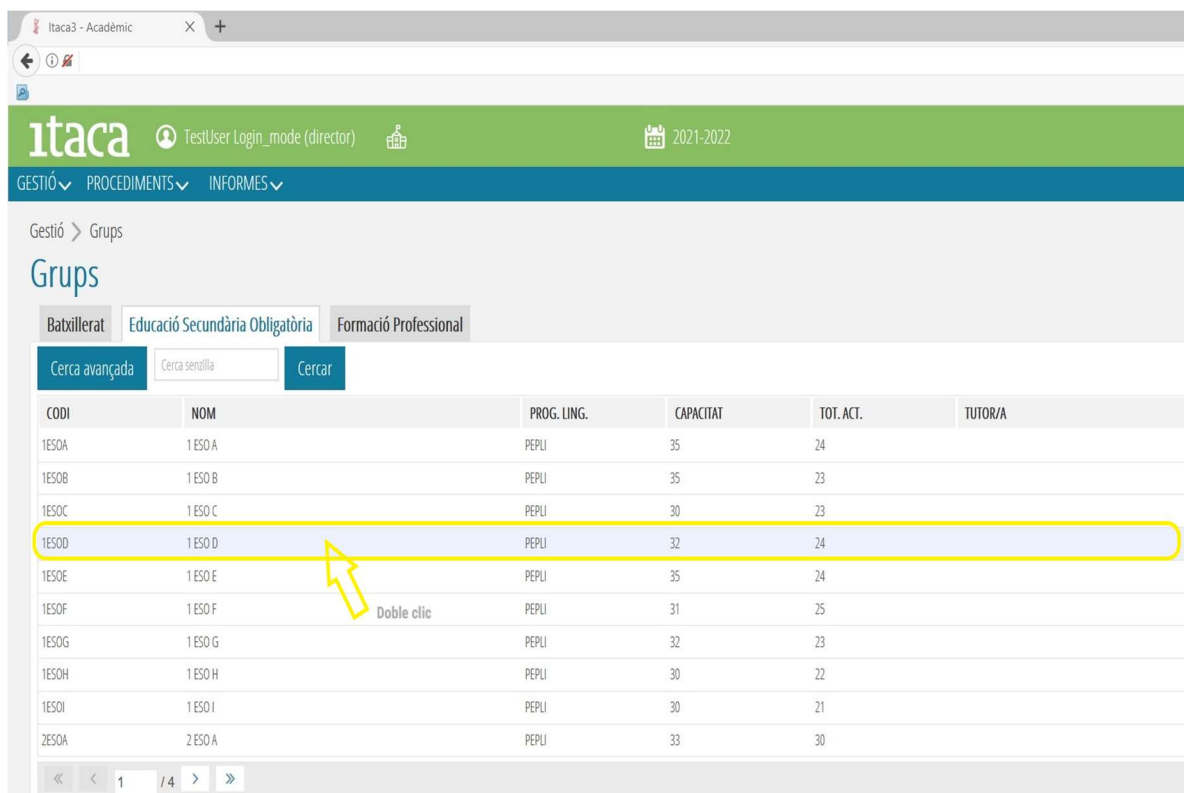 Itaca3 - Acadèmic
ıtaca TestUser Login_mode (director) 2021-2022
GESTIÓ PROCEDIMENTS INFORMES
Gestió Grups
Grups
Batxillerat Educació Secundària Obligatòria Formació Professional
Cerca avançada Cerca senzilla Cercar
CODI NOM PROG. LING. CAPACITAT TOT. ACT. TUTOR/A
1ESOA 1 ESO A PEPLI 35 24
1ESOB 1 ESO B PEPLI 35 23
1ESOC 1 ESO C PEPLI 30 23
1ESOD 1 ESO D PEPLI 32 24
1ESOE 1 ESO E PEPLI 35 24
1ESOF 1 ESO F PEPLI 31 25
Doble clic
1ESOG 1 ESO G PEPLI 32 23
1ESOH 1 ESO H PEPLI 30 22
1ESOI 1 ESO I PEPLI 30 21
2ESOA 2 ESO A PEPLI 33 30
« < 1 / 4 > »